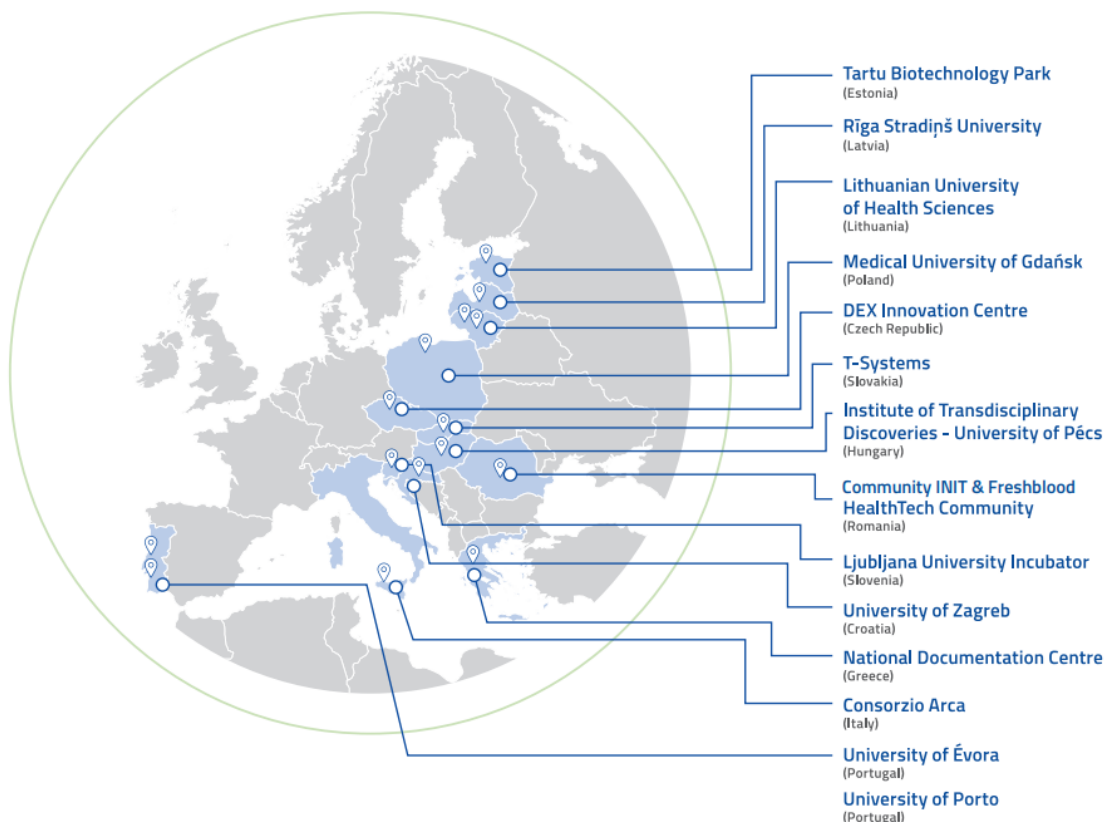 Tartu Biotechnology Park
(Estonia)
Rīga Stradiņš University
(Latvia)
Lithuanian University
of Health Sciences
(Lithuania)
Medical University of Gdańsk
(Poland)
DEX Innovation Centre
(Czech Republic)
T-Systems
(Slovakia)
Institute of Transdisciplinary
Discoveries - University of Pécs
(Hungary)
Community INIT & Freshblood
HealthTech Community
(Romania)
Ljubljana University Incubator
(Slovenia)
University of Zagreb
(Croatia)
National Documentation Centre
(Greece)
Consorzio Arca
(Italy)
University of Évora
(Portugal)
University of Porto
(Portugal)